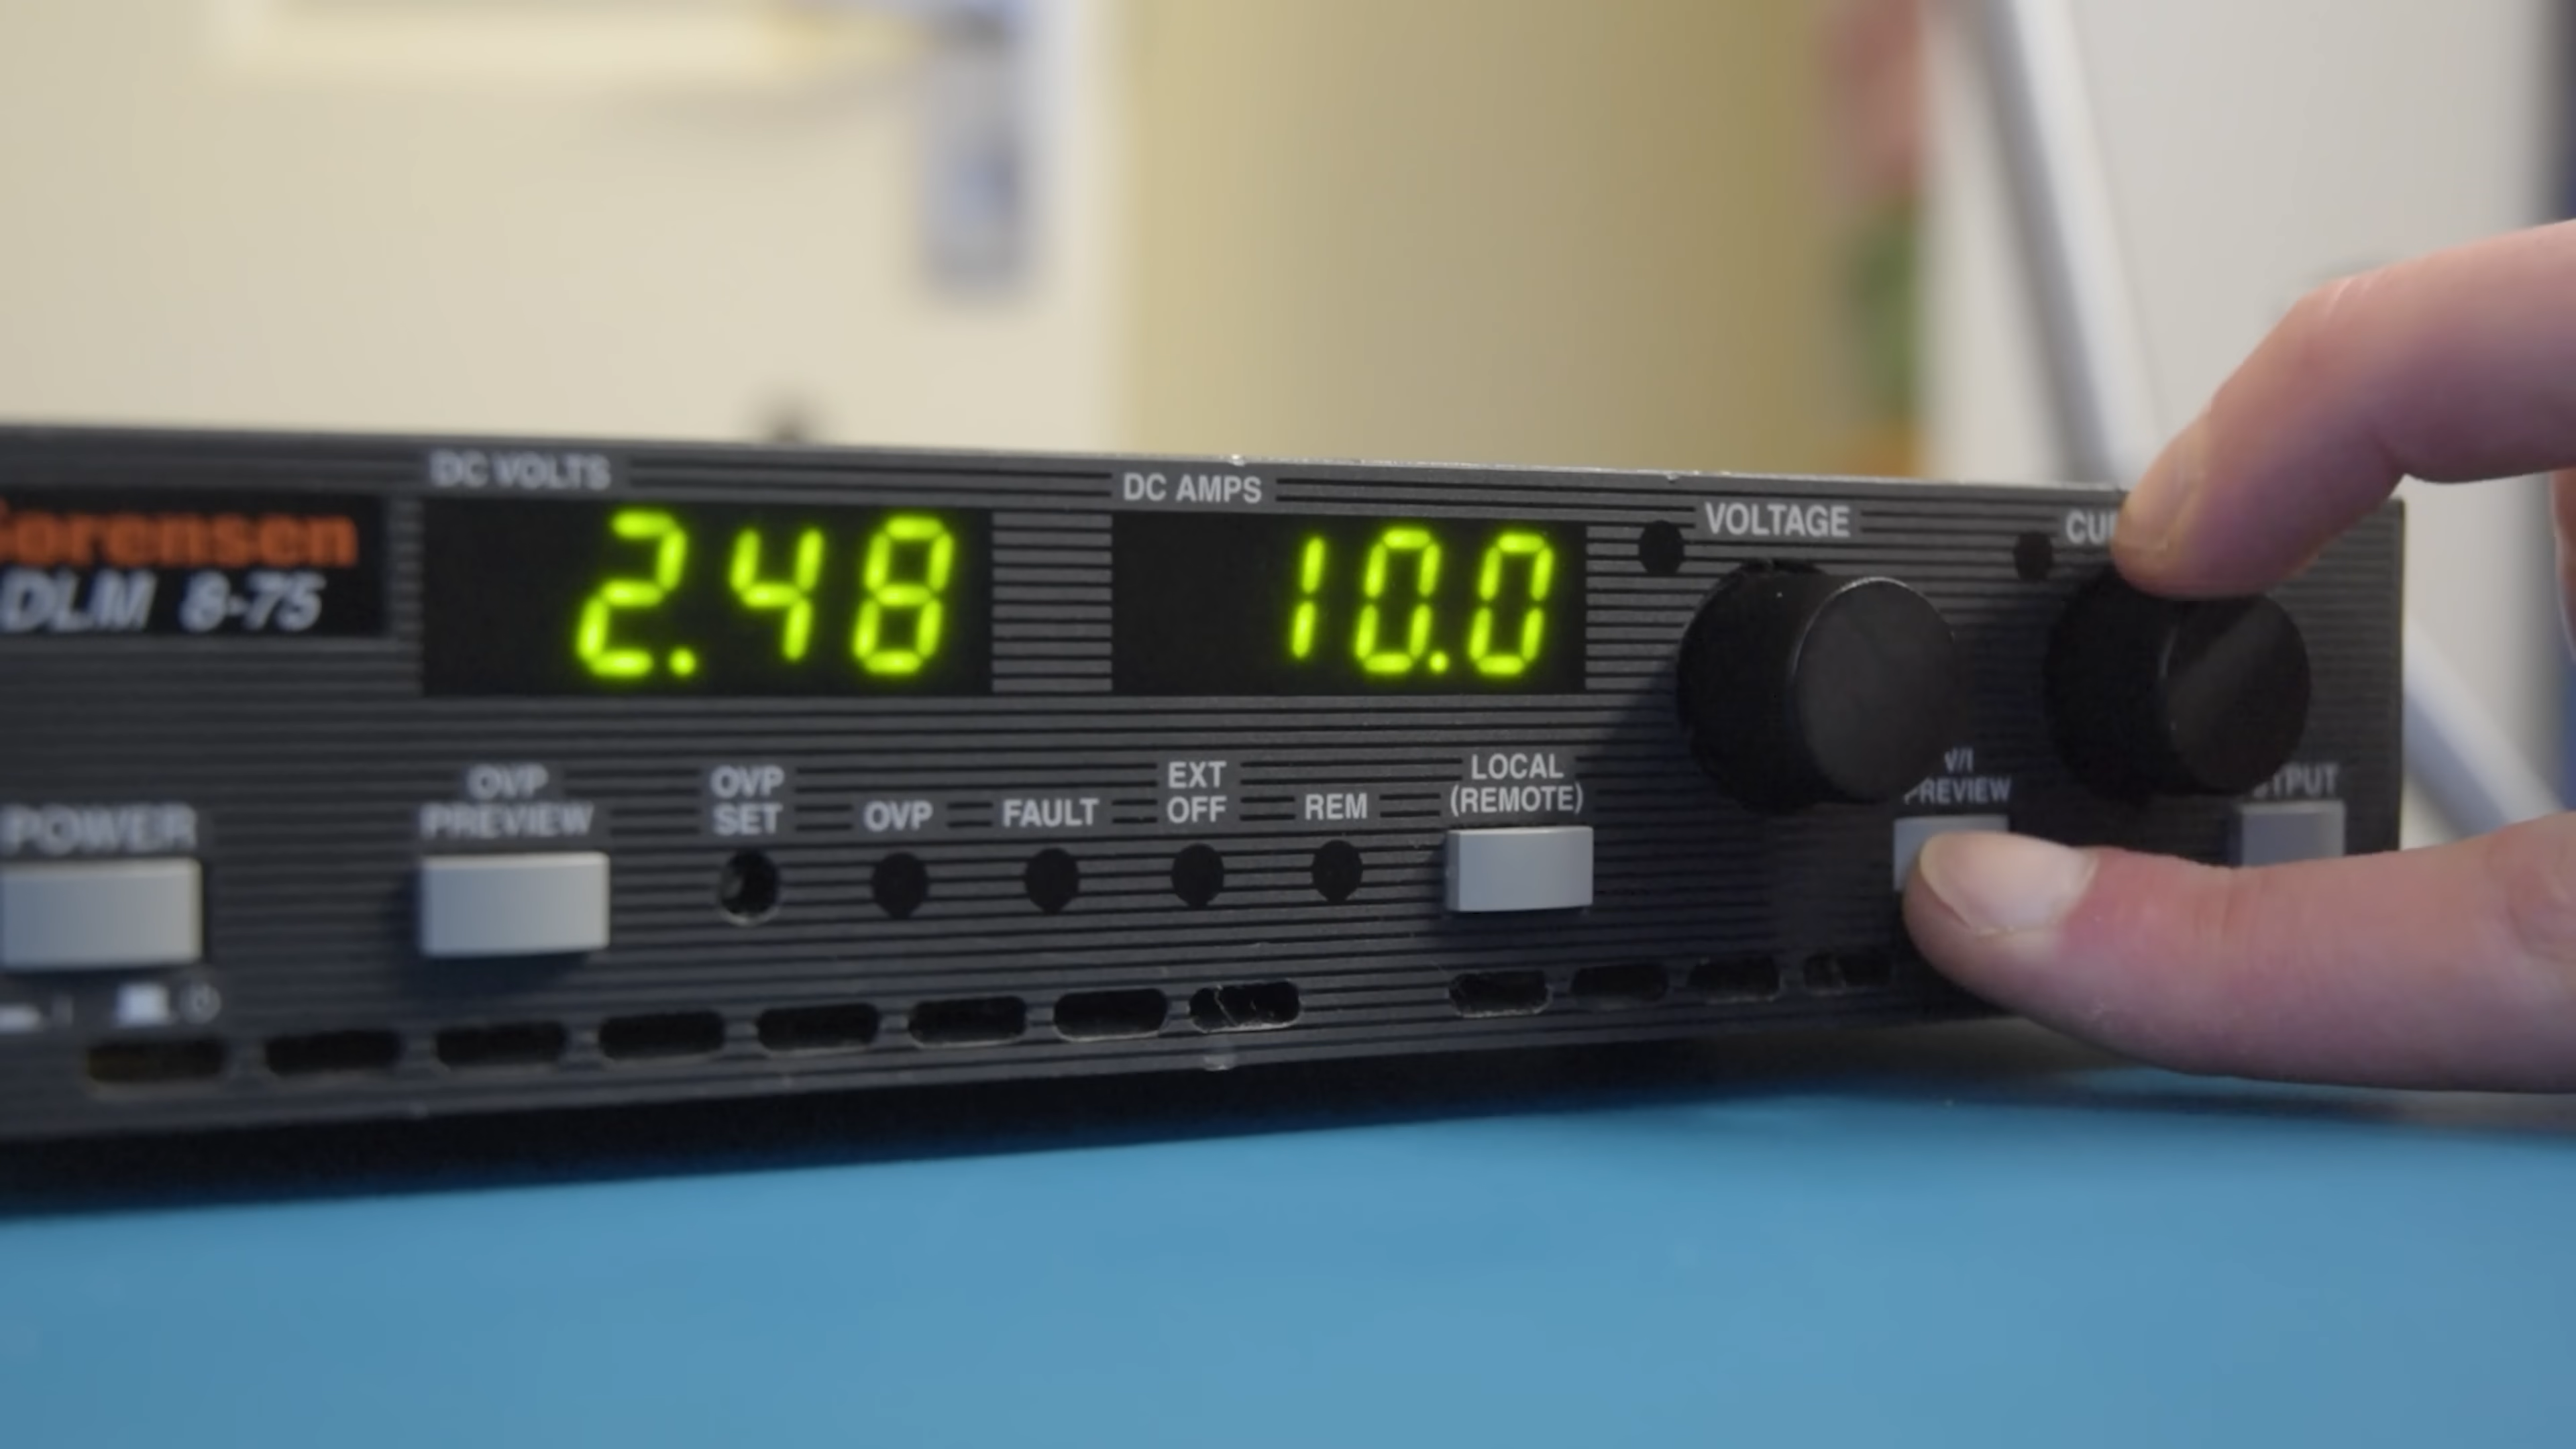 DC VOLTS
DC AMPS
VOLTAGE
Sorensen
DLM 8-75
2.48
10.0
OVP
PREVIEW
OVP
SET
OVP
FAULT
EXT
OFF
REM
LOCAL
(REMOTE)
V/I
PREVIEW
POWER